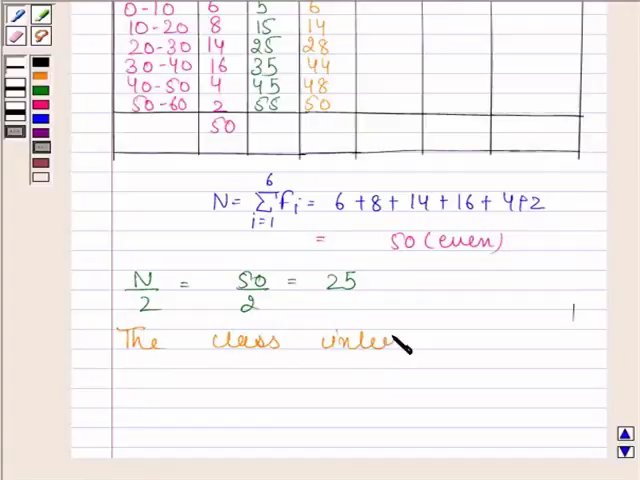 0-10 6 5 6
10-20 8 15 14
20-30 14 25 28
30-40 16 35 44
40-50 4 45 48
50-60 2 55 50
50
N = 6 Σ i=1 fi = 6 + 8 + 14 + 16 + 4+2
= 50 (even)
N/2 = 50/2 = 25
The class inter